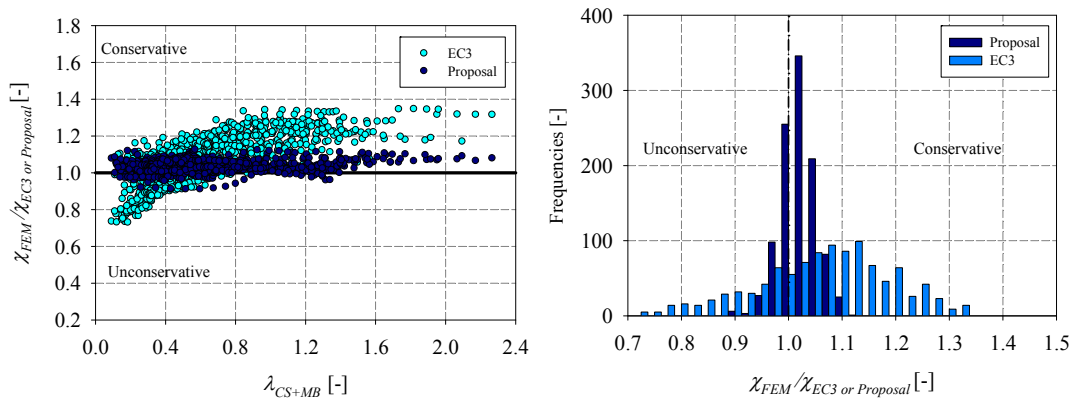 1.8
1.6
1.4
1.2
1.0
0.8
0.6
0.4
0.2
χFEM/χEC3 or Proposal [-]
Conservative
Unconservative
EC3
Proposal
0.0 0.4 0.8 1.2 1.6 2.0 2.4
λCS+MB [-]
400
300
200
100
0
Frequencies [-]
Proposal
EC3
Unconservative
Conservative
0.7 0.8 0.9 1.0 1.1 1.2 1.3 1.4 1.5
χFEM/χEC3 or Proposal [-]